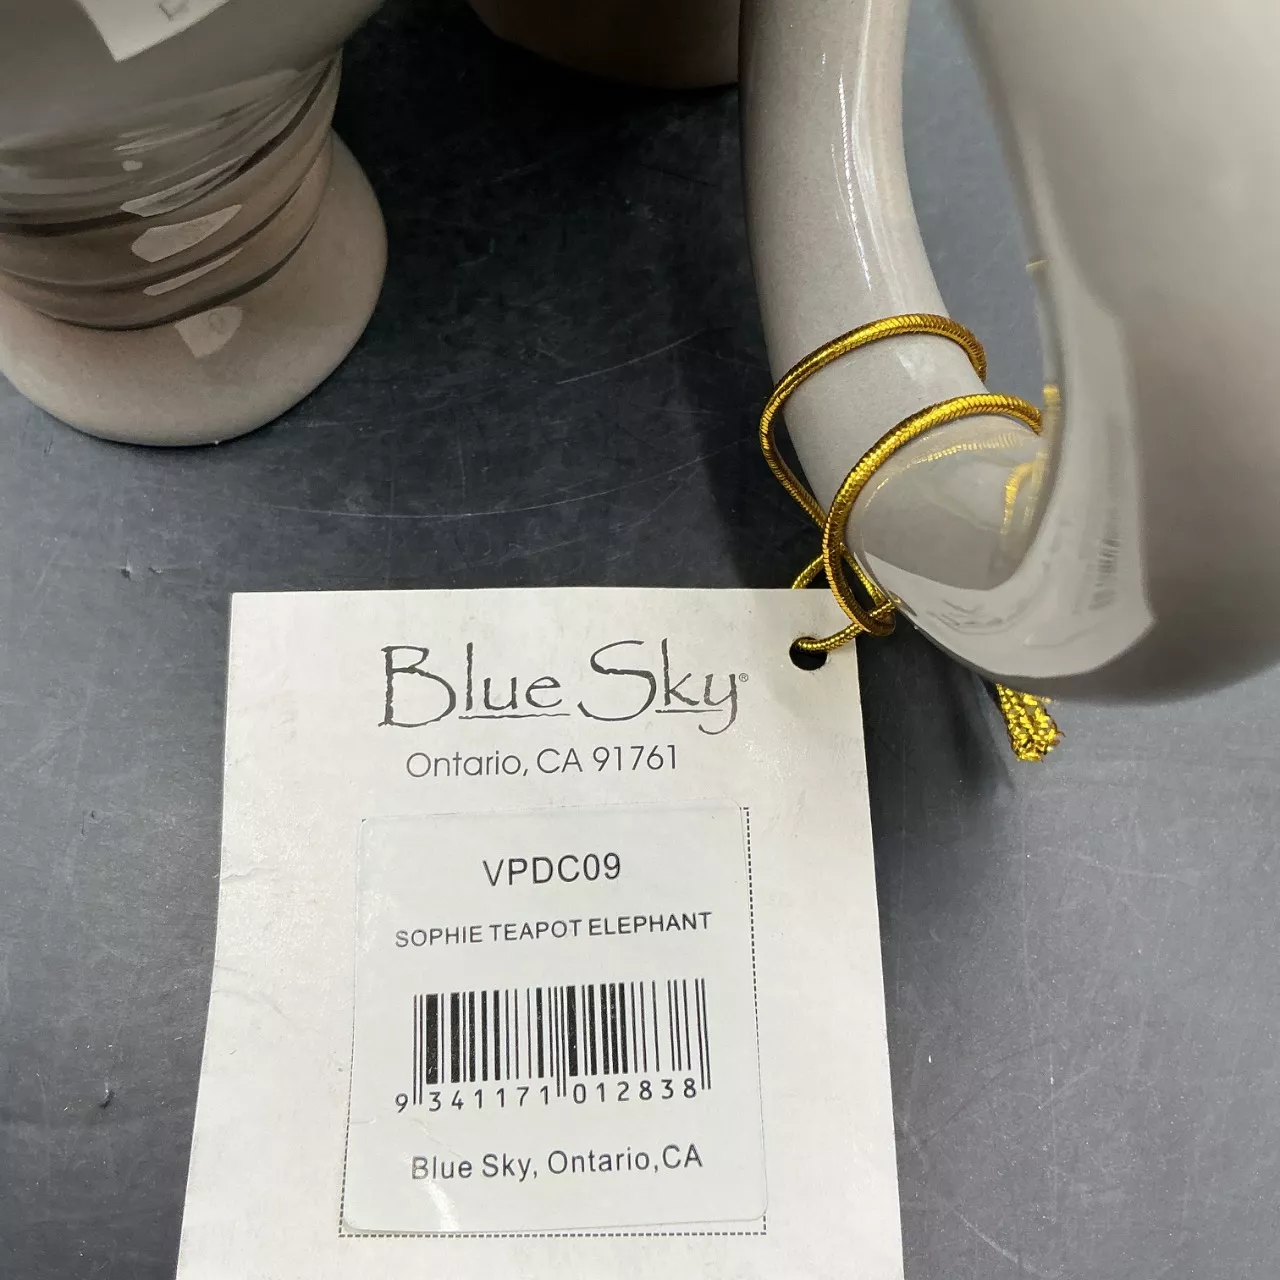 Blue Sky®
Ontario, CA 91761
VPDC09
SOPHIE TEAPOT ELEPHANT
9 341171 012838
Blue Sky, Ontario, CA